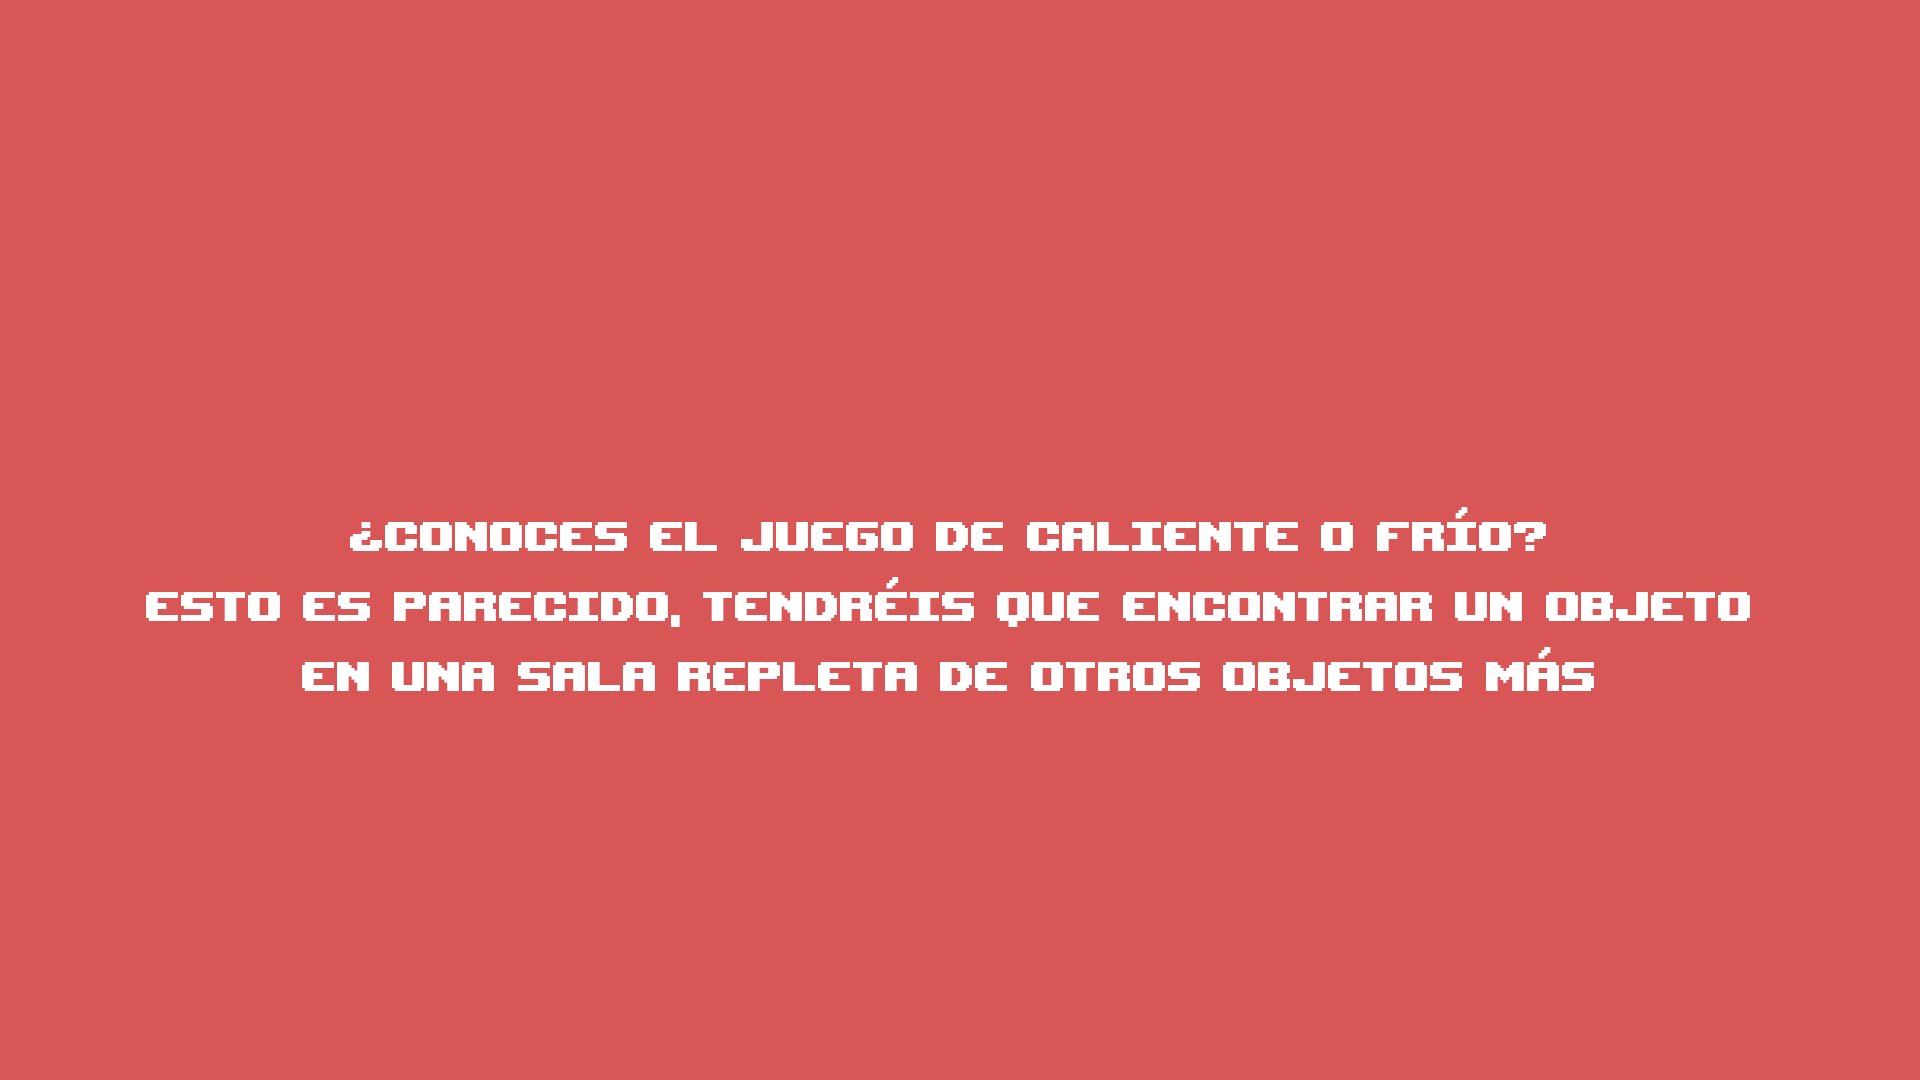 ¿CONOCES EL JUEGO DE CALIENTE O FRÍO?
ESTO ES PARECIDO, TENDRÉIS QUE ENCONTRAR UN OBJETO
EN UNA SALA REPLETA DE OTROS OBJETOS MÁS